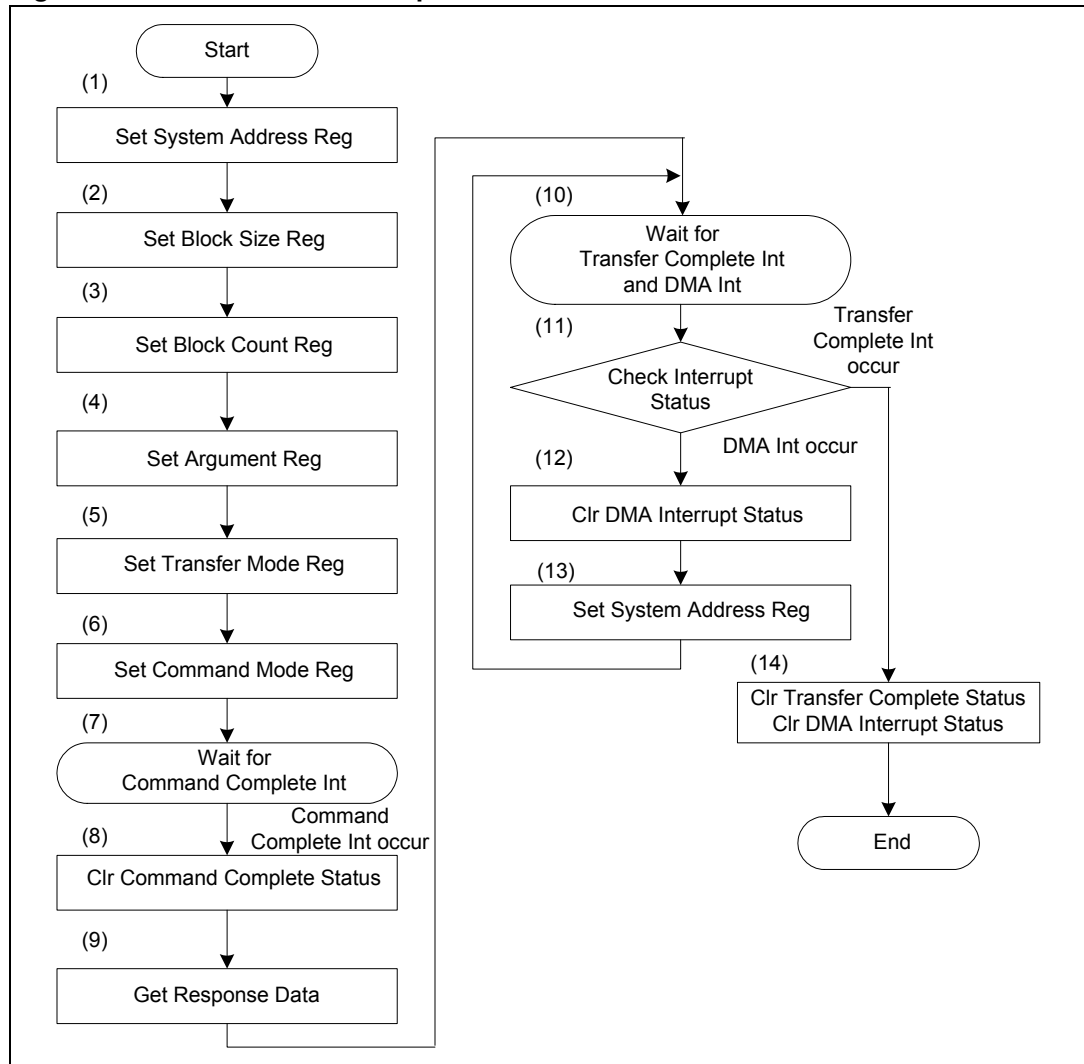 Start
(1)
Set System Address Reg
(2)
Set Block Size Reg
(3)
Set Block Count Reg
(4)
Set Argument Reg
(5)
Set Transfer Mode Reg
(6)
Set Command Mode Reg
(7)
Wait for
Command Complete Int
Command
Complete Int occur
(8)
Clr Command Complete Status
(9)
Get Response Data
(10)
Wait for
Transfer Complete Int
and DMA Int
(11)
Transfer
Complete Int
occur
Check Interrupt
Status
DMA Int occur
(12)
Clr DMA Interrupt Status
(13)
Set System Address Reg
(14)
Clr Transfer Complete Status
Clr DMA Interrupt Status
End